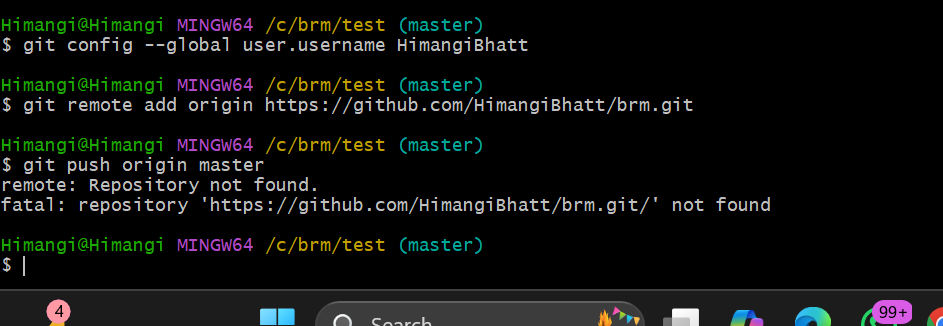 Himangi@Himangi MINGW64 /c/brm/test (master)
$ git config --global user.username HimangiBhatt
Himangi@Himangi MINGW64 /c/brm/test (master)
$ git remote add origin https://github.com/HimangiBhatt/brm.git
Himangi@Himangi MINGW64 /c/brm/test (master)
$ git push origin master
remote: Repository not found.
fatal: repository 'https://github.com/HimangiBhatt/brm.git/' not found
Himangi@Himangi MINGW64 /c/brm/test (master)
$
4
Search
99+